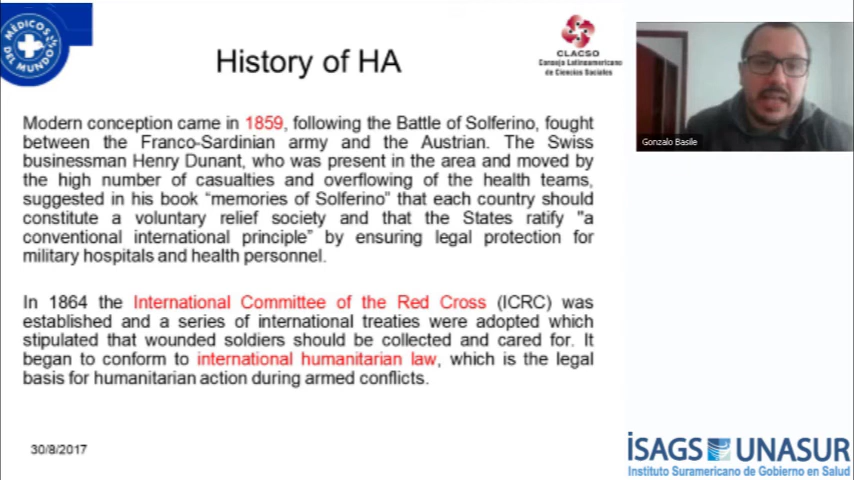 MÉDICOS
DEL MUNDO
History of HA
CLACSO
Consejo Latinoamericano
de Ciencias Sociales
Gonzalo Basile
Modern conception came in 1859, following the Battle of Solferino, fought
between the Franco-Sardinian army and the Austrian. The Swiss
businessman Henry Dunant, who was present in the area and moved by
the high number of casualties and overflowing of the health teams,
suggested in his book “memories of Solferino” that each country should
constitute a voluntary relief society and that the States ratify "a
conventional international principle” by ensuring legal protection for
military hospitals and health personnel.
In 1864 the International Committee of the Red Cross (ICRC) was
established and a series of international treaties were adopted which
stipulated that wounded soldiers should be collected and cared for. It
began to conform to international humanitarian law, which is the legal
basis for humanitarian action during armed conflicts.
30/8/2017
iSAGS UNASUR
Instituto Suramericano de Gobierno en Salud